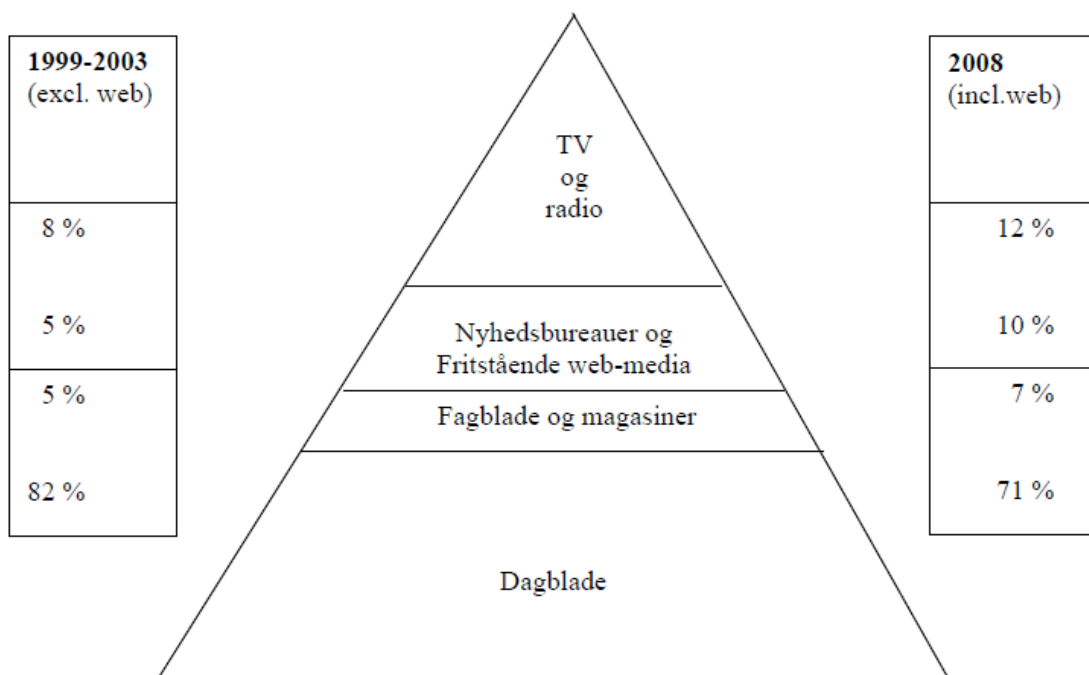 1999-2003
(excl. web)
8 %
5 %
5 %
82 %
TV
og
radio
Nyhedsbureauer og
Fritstående web-media
Fagblade og magasiner
Dagblade
2008
(incl.web)
12 %
10 %
7 %
71 %